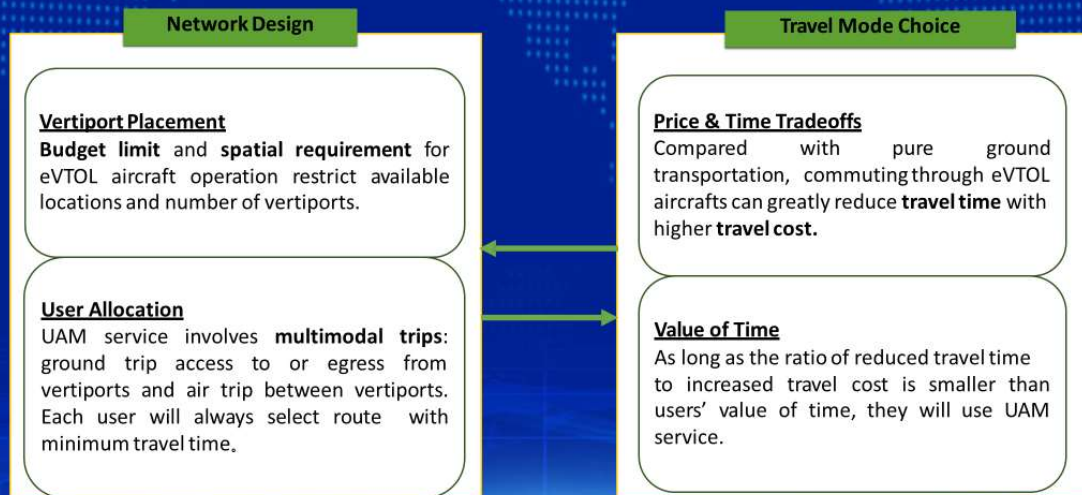 Network Design
Vertiport Placement
Budget limit and spatial requirement for
eVTOL aircraft operation restrict available
locations and number of vertiports.
User Allocation
UAM service involves multimodal trips:
ground trip access to or egress from
vertiports and air trip between vertiports.
Each user will always select route with
minimum travel time。
Travel Mode Choice
Price & Time Tradeoffs
Compared with pure ground
transportation, commuting through eVTOL
aircrafts can greatly reduce travel time with
higher travel cost.
Value of Time
As long as the ratio of reduced travel time
to increased travel cost is smaller than
users' value of time, they will use UAM
service.